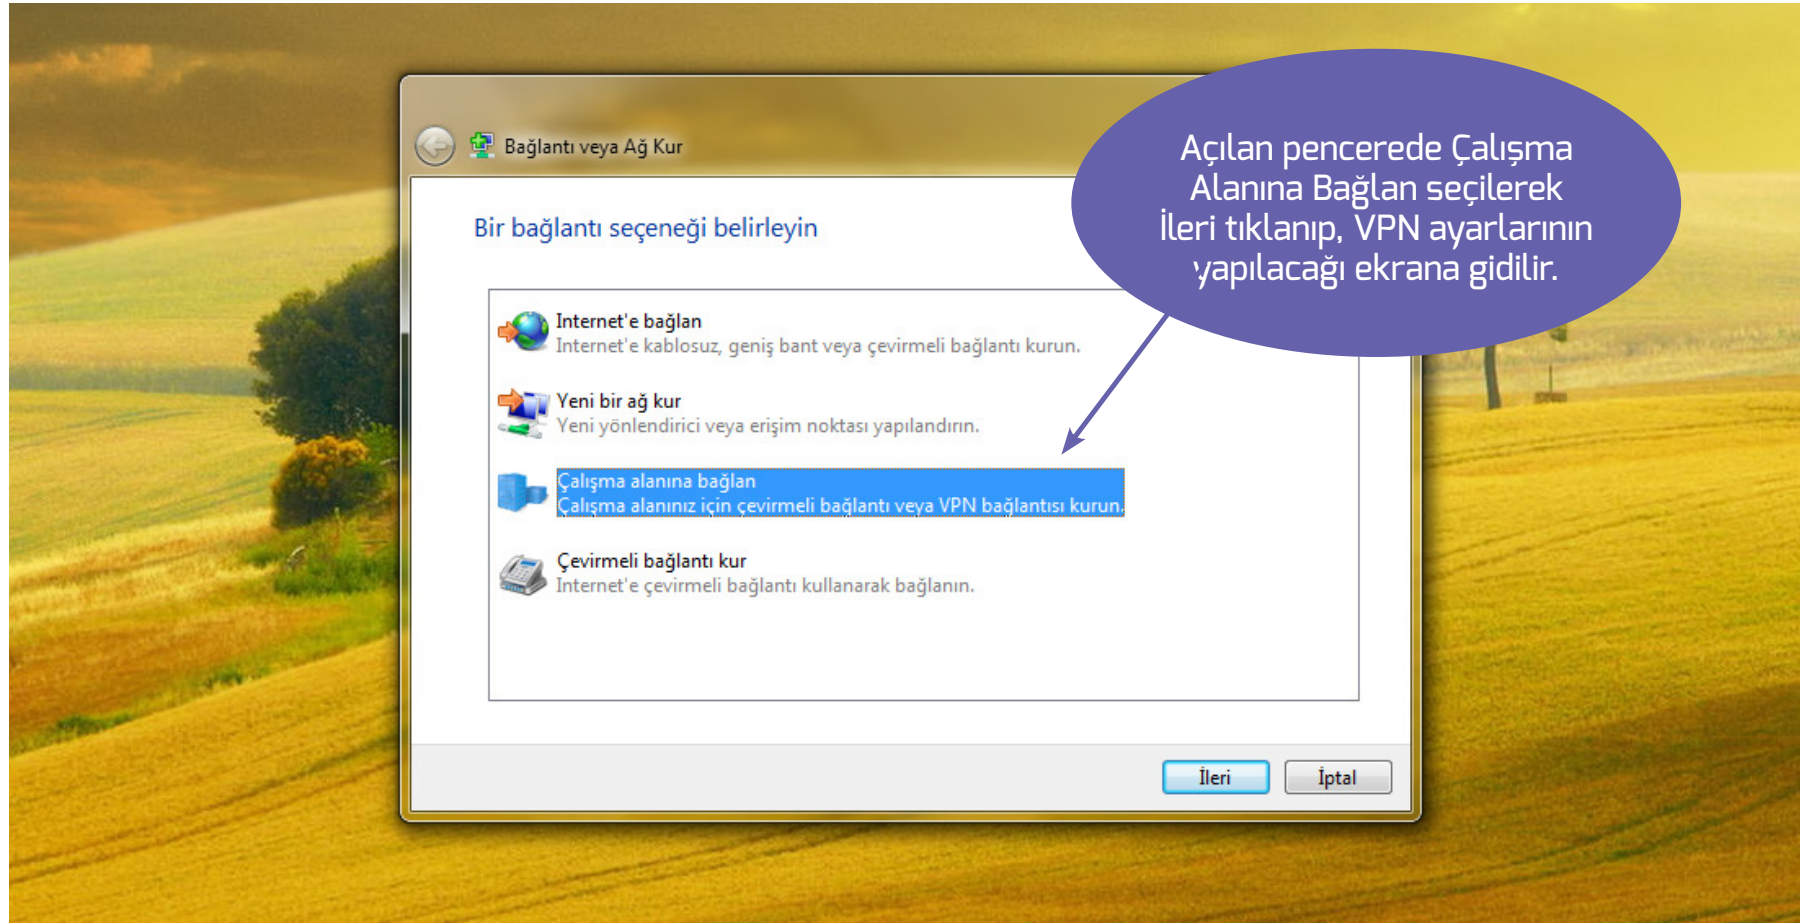 Bağlantı veya Ağ Kur
Açılan pencerede Çalışma
Alanına Bağlan seçilerek
İleri tıklanıp, VPN ayarlarının
yapılacağı ekrana gidilir.
Bir bağlantı seçeneği belirleyin
Internet'e bağlan
Internet'e kablosuz, geniş bant veya çevirmeli bağlantı kurun.
Yeni bir ağ kur
Yeni yönlendirici veya erişim noktası yapılandırın.
Çalışma alanına bağlan
Çalışma alanınız için çevirmeli bağlantı veya VPN bağlantısı kurun.
Çevirmeli bağlantı kur
Internet'e çevirmeli bağlantı kullanarak bağlanın.
İleri
İptal